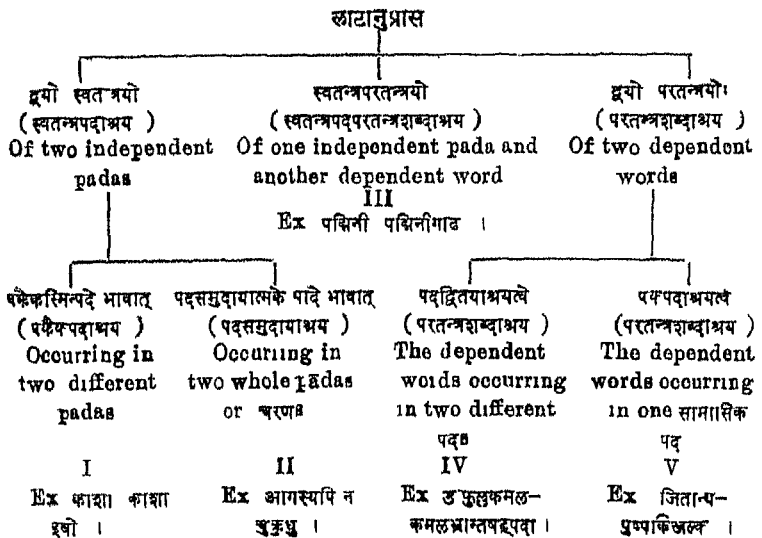 लाटानुप्रास
द्वयो स्वतन्त्रयो
(स्वतन्त्रपदाश्रय)
Of two independent
padas
स्वतन्त्रपरतन्त्रयो
(स्वतन्त्रपदपरतन्त्रशब्दाश्रय)
Of one independent pada and
another dependent word
III
Ex पद्मिनी पद्मिनीगाढ ।
द्वयो परतन्त्रयोः
(परतन्त्रशब्दाश्रय)
Of two dependent
words
एकैकस्मिन्पदे भावात्
(एकैकपदाश्रय)
Occurring in
two different
padas
I
Ex काशा काशा
इवो ।
पदसमुदायात्मके पादे भावात्
(पदसमुदायाश्रय)
Occurring in
two whole pādas
or चरणs
II
Ex आगस्यपि न
चुक्रुधु ।
पदद्वितयाश्रयत्वे
(परतन्त्रशब्दाश्रय)
The dependent
words occurring
in two different
पदs
IV
Ex उत्फुल्लकमल-
कमलभ्रान्तषट्पदा ।
एकपदाश्रयत्वे
(परतन्त्रशब्दाश्रय)
The dependent
words occurring
in one सामासिक
पद
V
Ex जितान्य-
पुष्पकिञ्जल्क ।